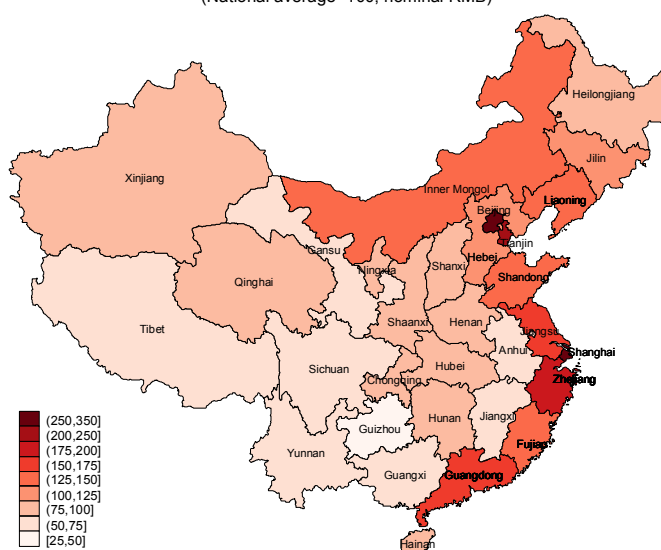 (National average=100, nominal RMB)
Heilongjiang
Jilin
Xinjiang
Inner Mongol
Liaoning
Beijing
Tianjin
Gansu
Hebei
Ningxia
Shanxi
Shandong
Qinghai
Shaanxi
Henan
Jiangsu
Tibet
Anhui
Shanghai
Sichuan
Hubei
Chongqing
Zhejiang
Hunan
Jiangxi
Guizhou
Fujian
Yunnan
Guangxi
Guangdong
Hainan
(250,350]
(200,250]
(175,200]
(150,175]
(125,150]
(100,125]
(75,100]
(50,75]
[25,50]